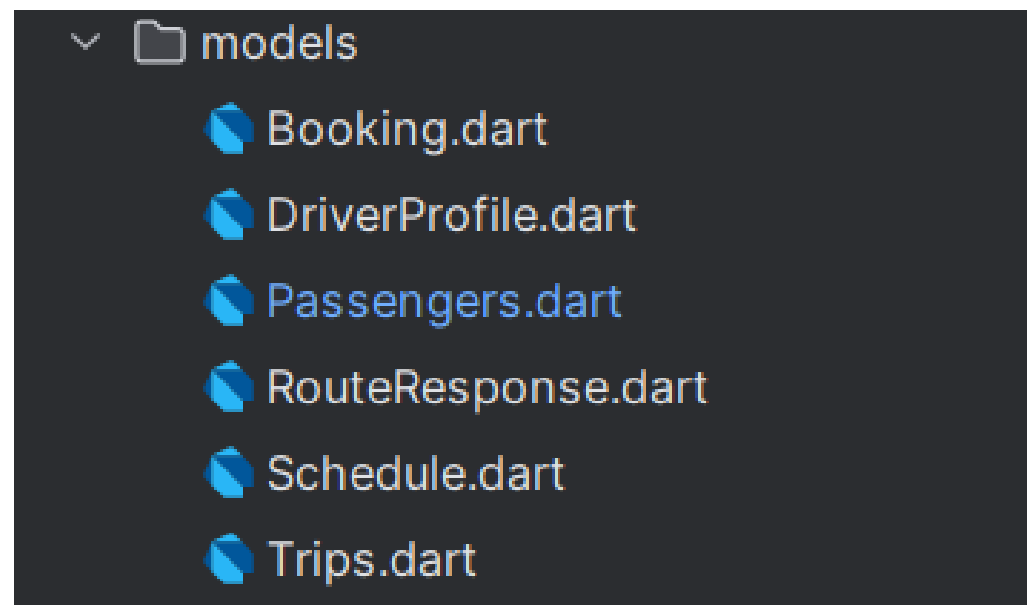 models
Booking.dart
DriverProfile.dart
Passengers.dart
RouteResponse.dart
Schedule.dart
Trips.dart